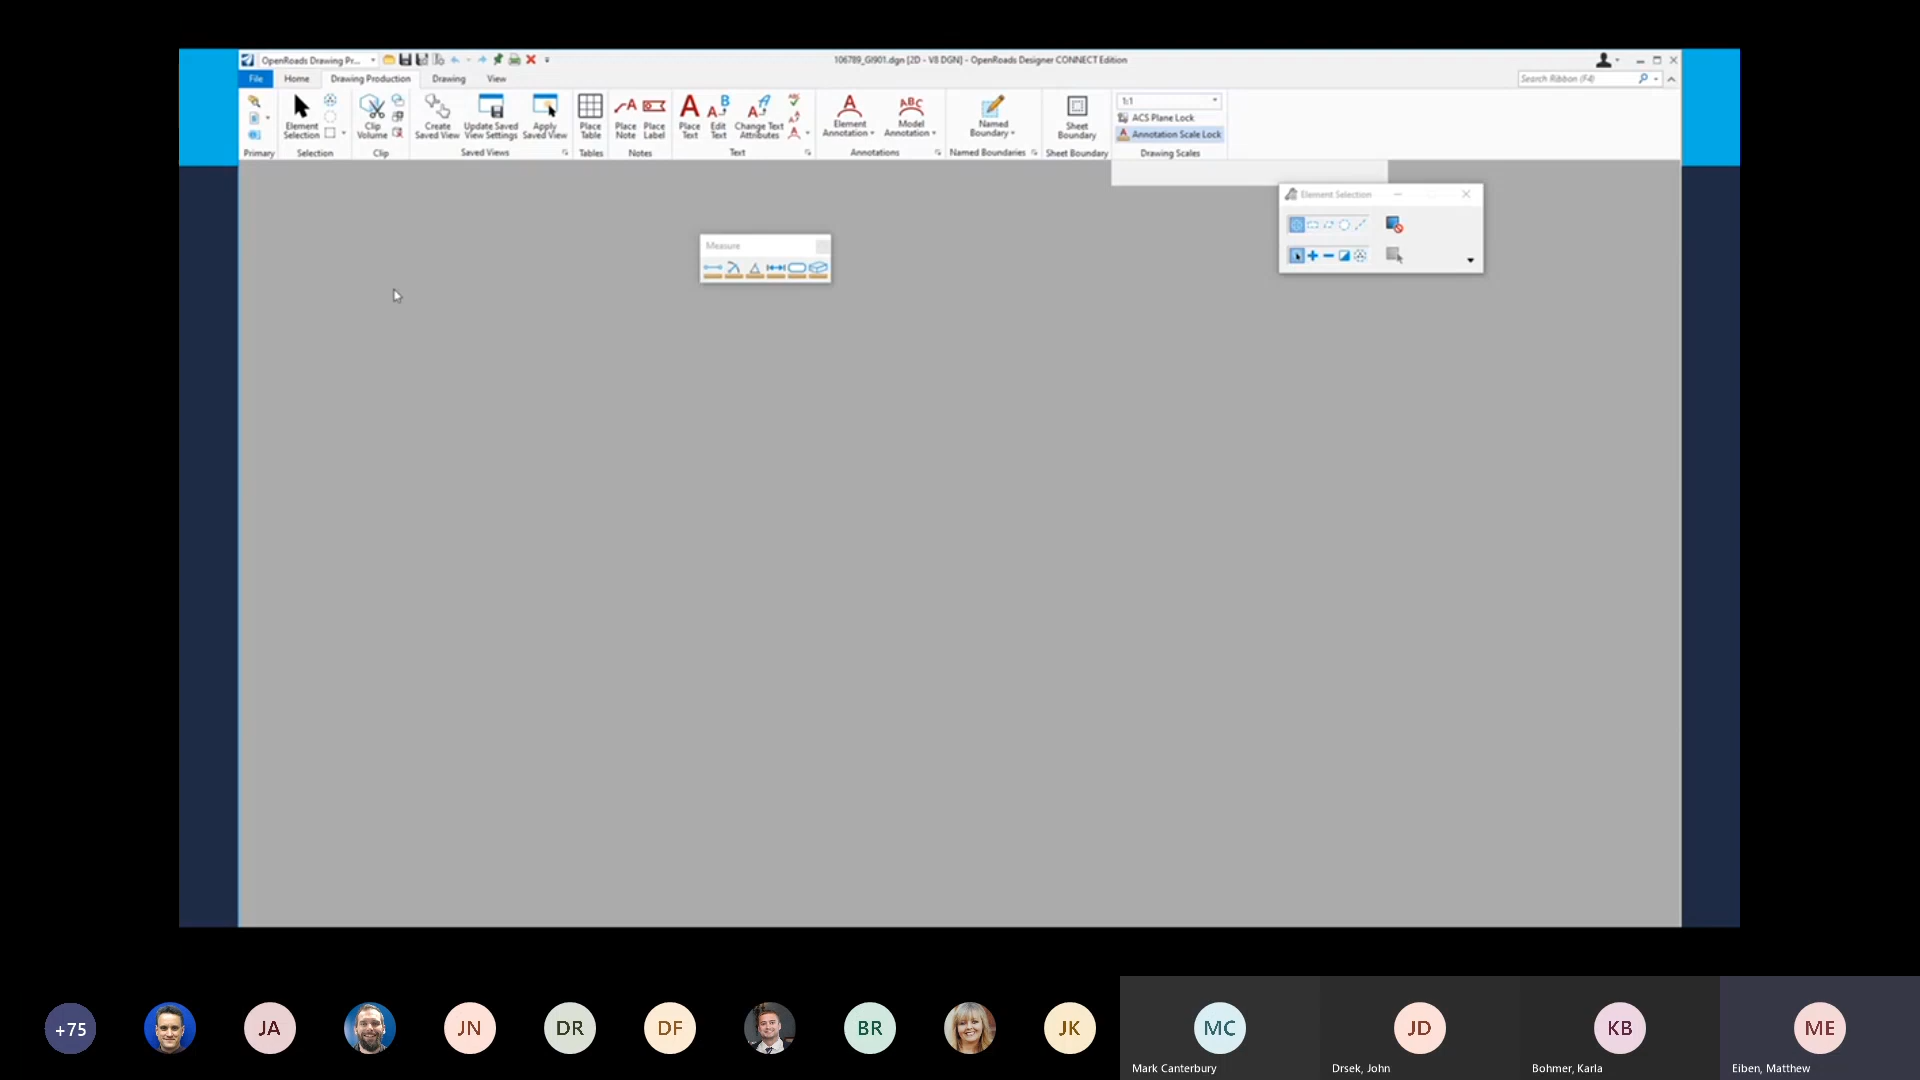 OpenRoads Drawing Pr...
106789_GI901.dgn [2D - V8 DGN] - OpenRoads Designer CONNECT Edition
File Home Drawing Production Drawing View
Search Ribbon (F4)
Element Selection
Clip Volume
Create Saved View
Update Saved View Settings
Apply Saved View
Place Table
Place Note
Place Label
Place Text
Edit Text
Change Text Attributes
Element Annotation
Model Annotation
Named Boundary
Sheet Boundary
1:1
ACS Plane Lock
Annotation Scale Lock
Primary Selection Clip Saved Views Tables Notes Text Annotations Named Boundaries Sheet Boundary Drawing Scales
Element Selection
Measure
+75 JA JN DR DF BR JK MC JD KB ME
Mark Canterbury Drsek, John Bohmer, Karla Eiben, Matthew